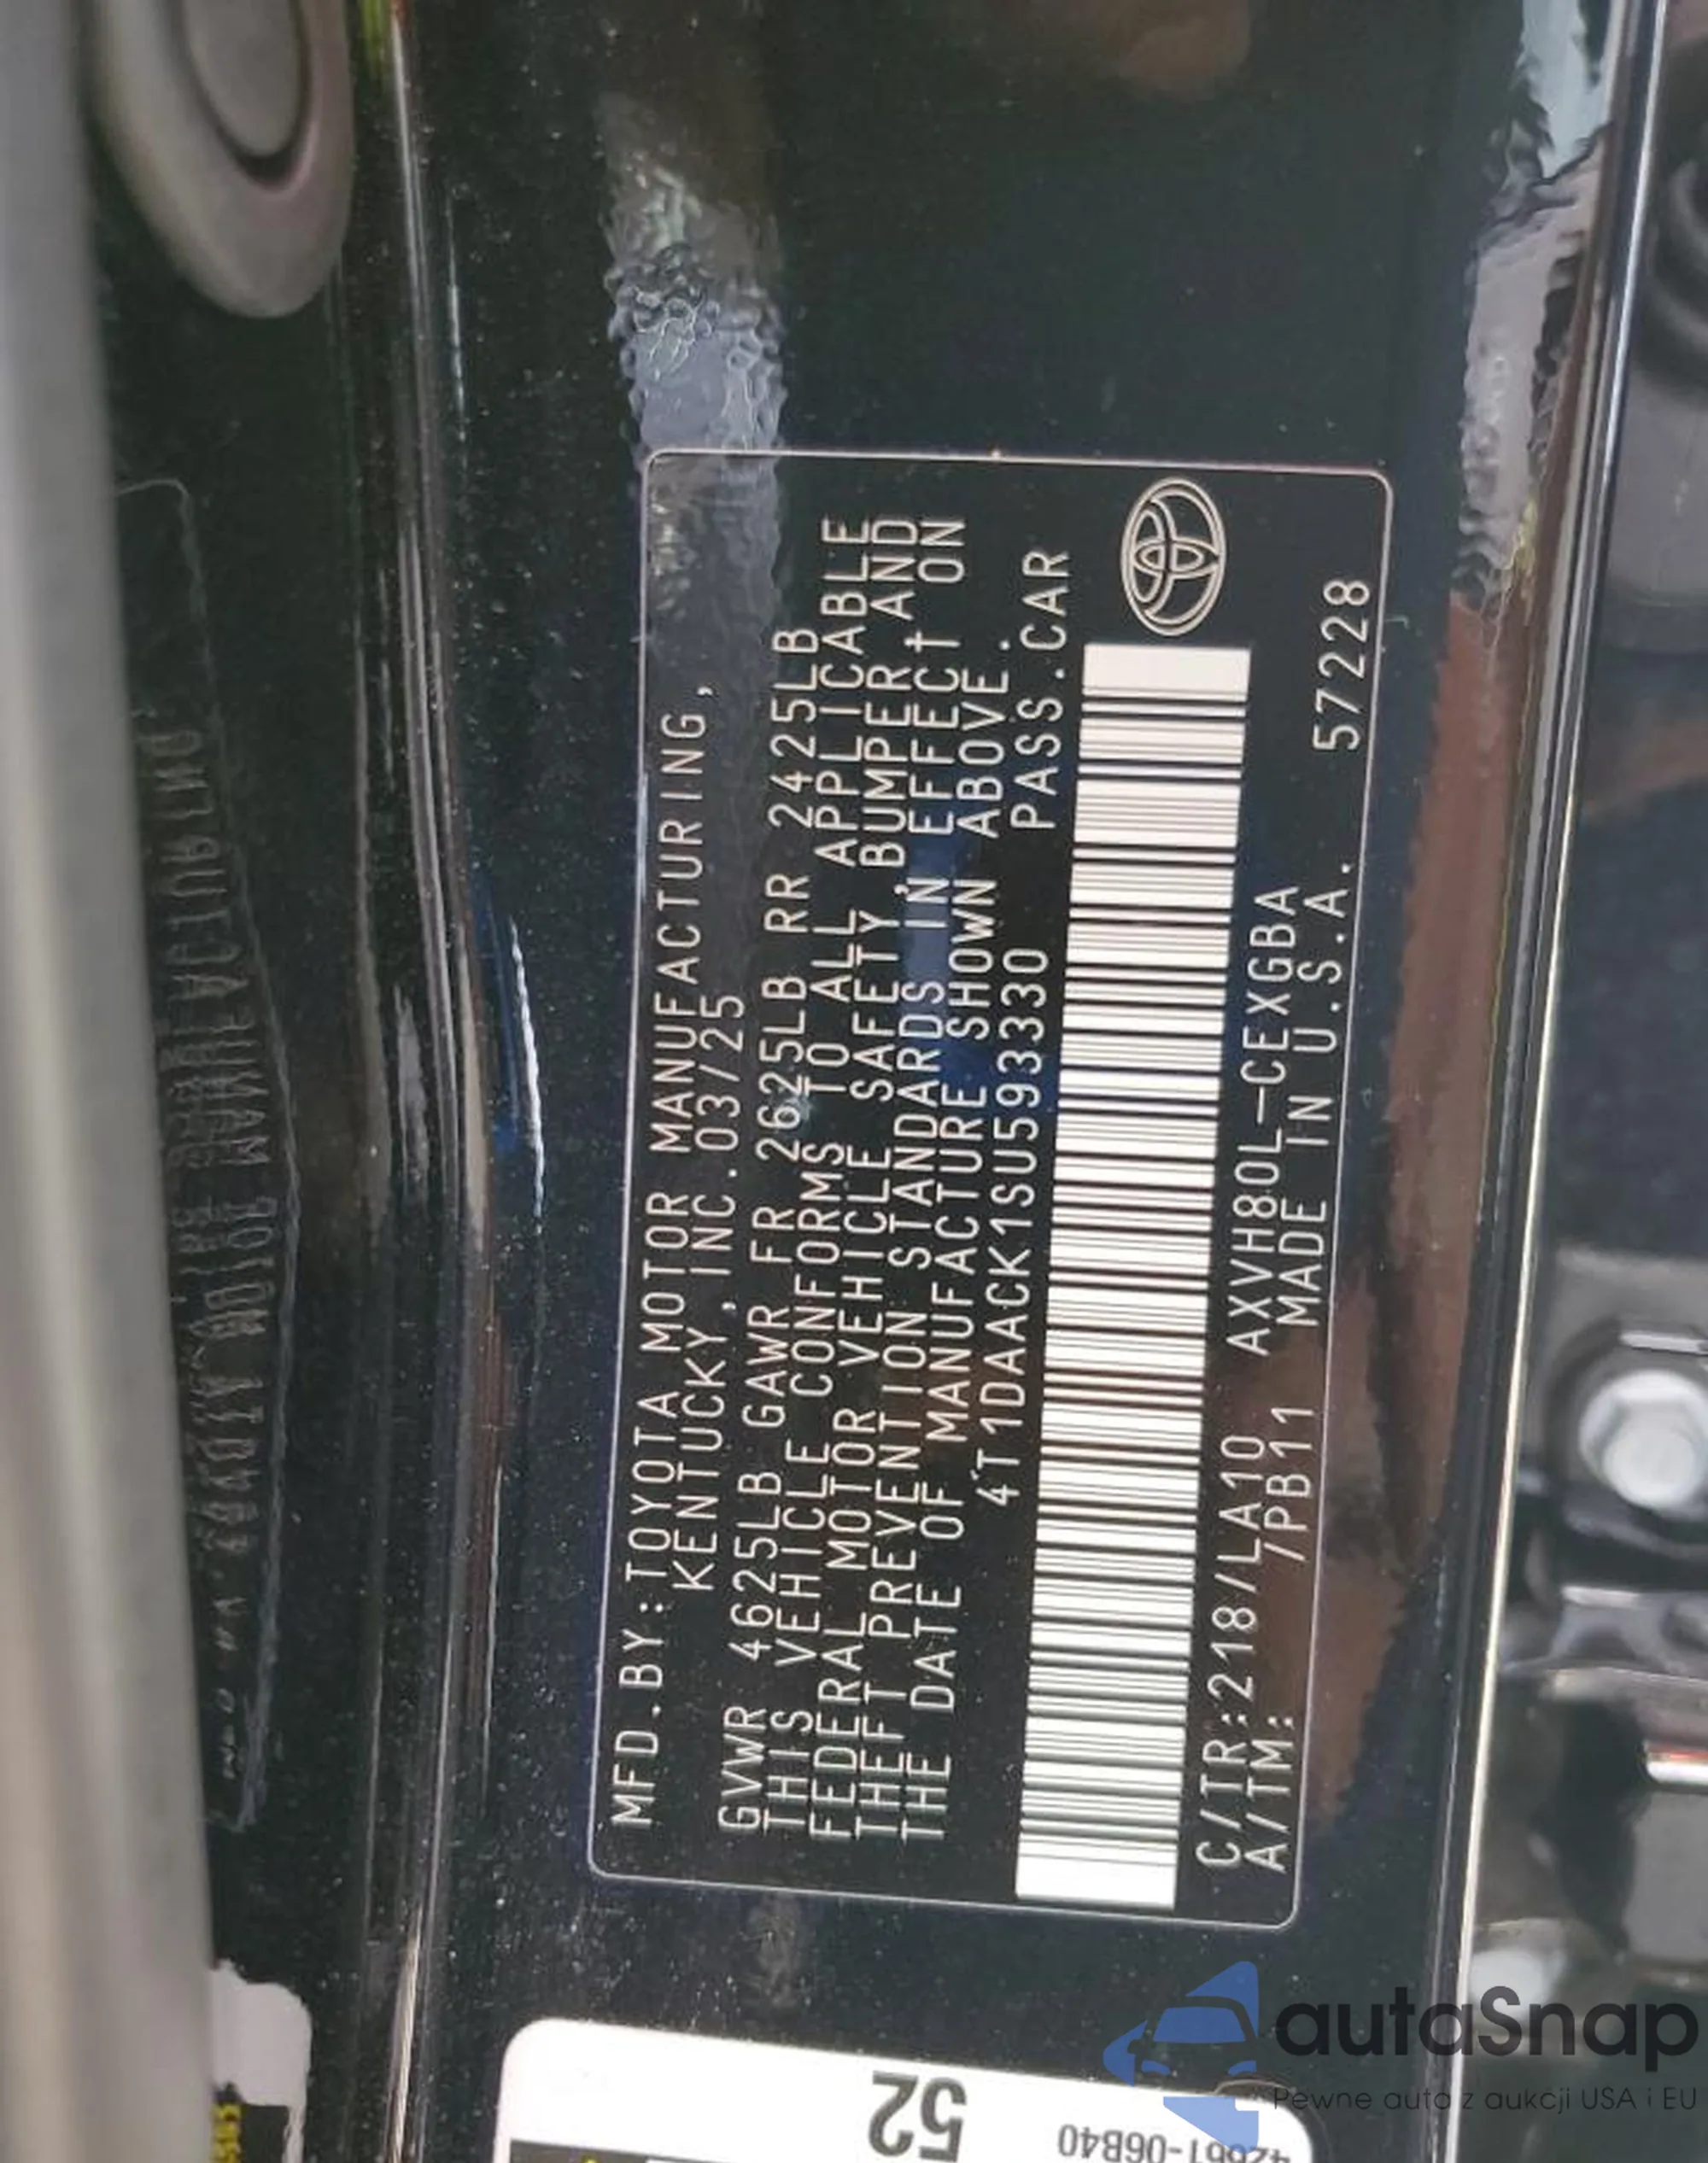 MFD.BY:TOYOTA MOTOR MANUFACTURING,
KENTUCKY, INC.03/25
GVWR 4625LB GAWR FR 2625LB RR 2425LB
THIS VEHICLE CONFORMS TO ALL APPLICABLE
FEDERAL MOTOR VEHICLE SAFETY, BUMPER AND
THEFT PREVENTION STANDARDS IN EFFECT ON
THE DATE OF MANUFACTURE SHOWN ABOVE.
4T1DAACK1SU593330 PASS.CAR
C/TR:218/LA10 AXVH80L-CEXGBA
A/TM: /PB11 MADE IN U.S.A. 57228
52
42661-06B40
autaSnap
Pewne auta z aukcji USA i EU